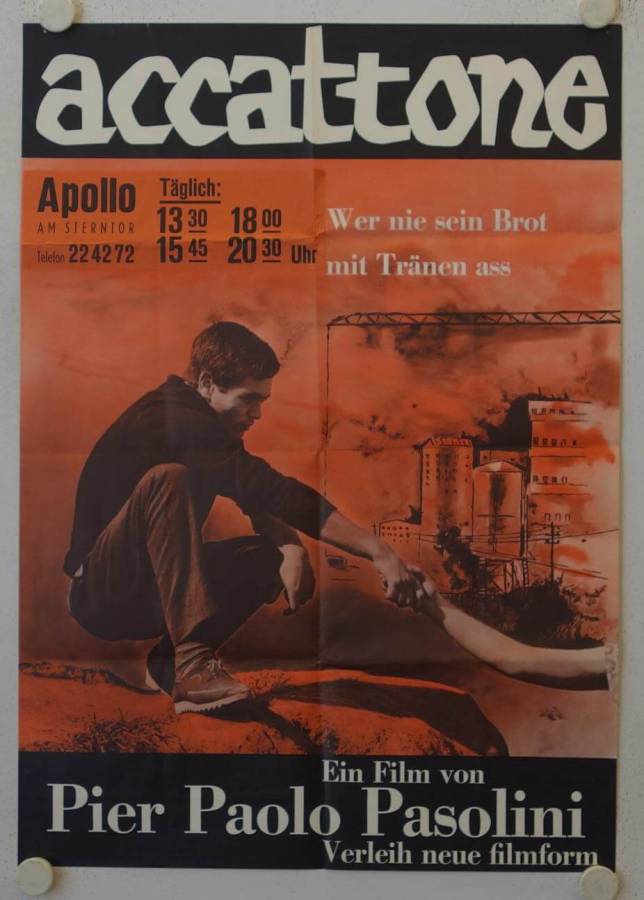 accattone
Apollo
AM STERNTOR
Telefon 224272
Täglich:
13 30 18 00
15 45 20 30 Uhr
Wer nie sein Brot
mit Tränen ass
Ein Film von
Pier Paolo Pasolini
Verleih neue filmform